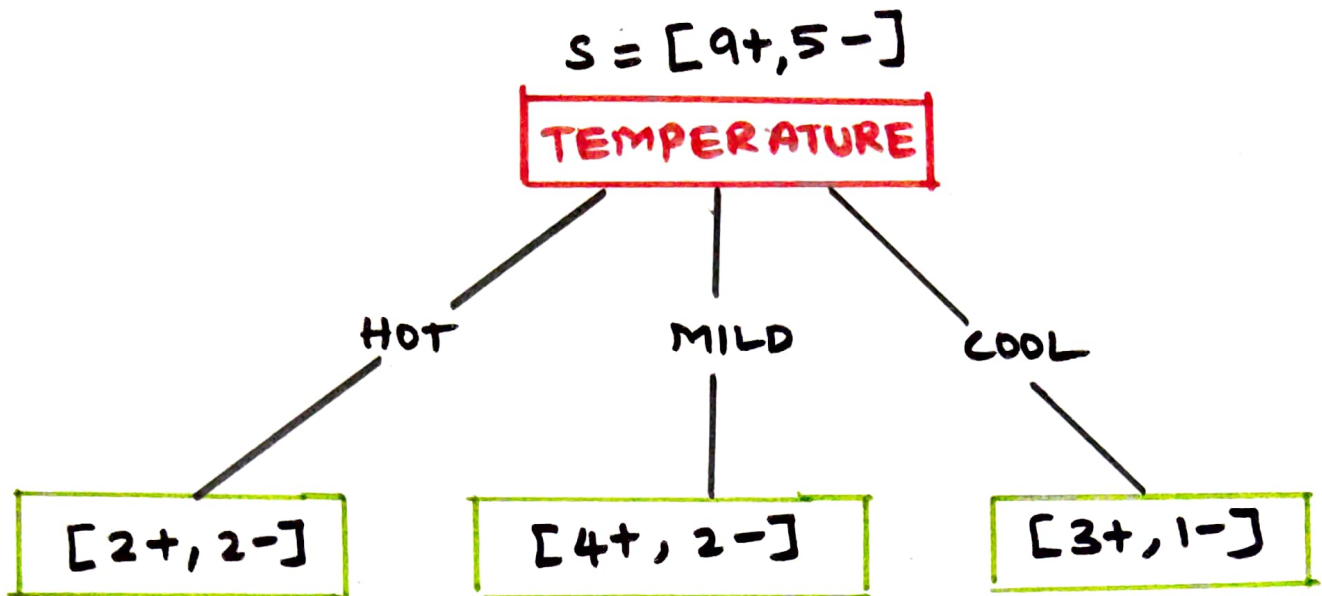 S = [9+, 5-]
TEMPERATURE
HOT MILD COOL
[2+, 2-] [4+, 2-] [3+, 1-]